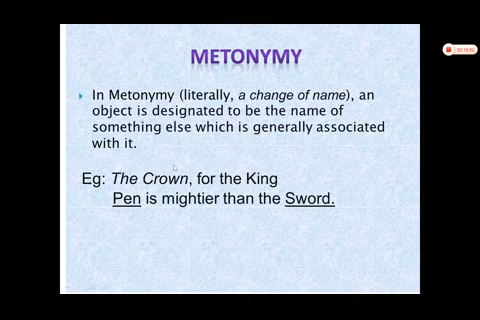 METONYMY
In Metonymy (literally, a change of name), an
object is designated to be the name of
something else which is generally associated
with it.
Eg: The Crown, for the King
Pen is mightier than the Sword.